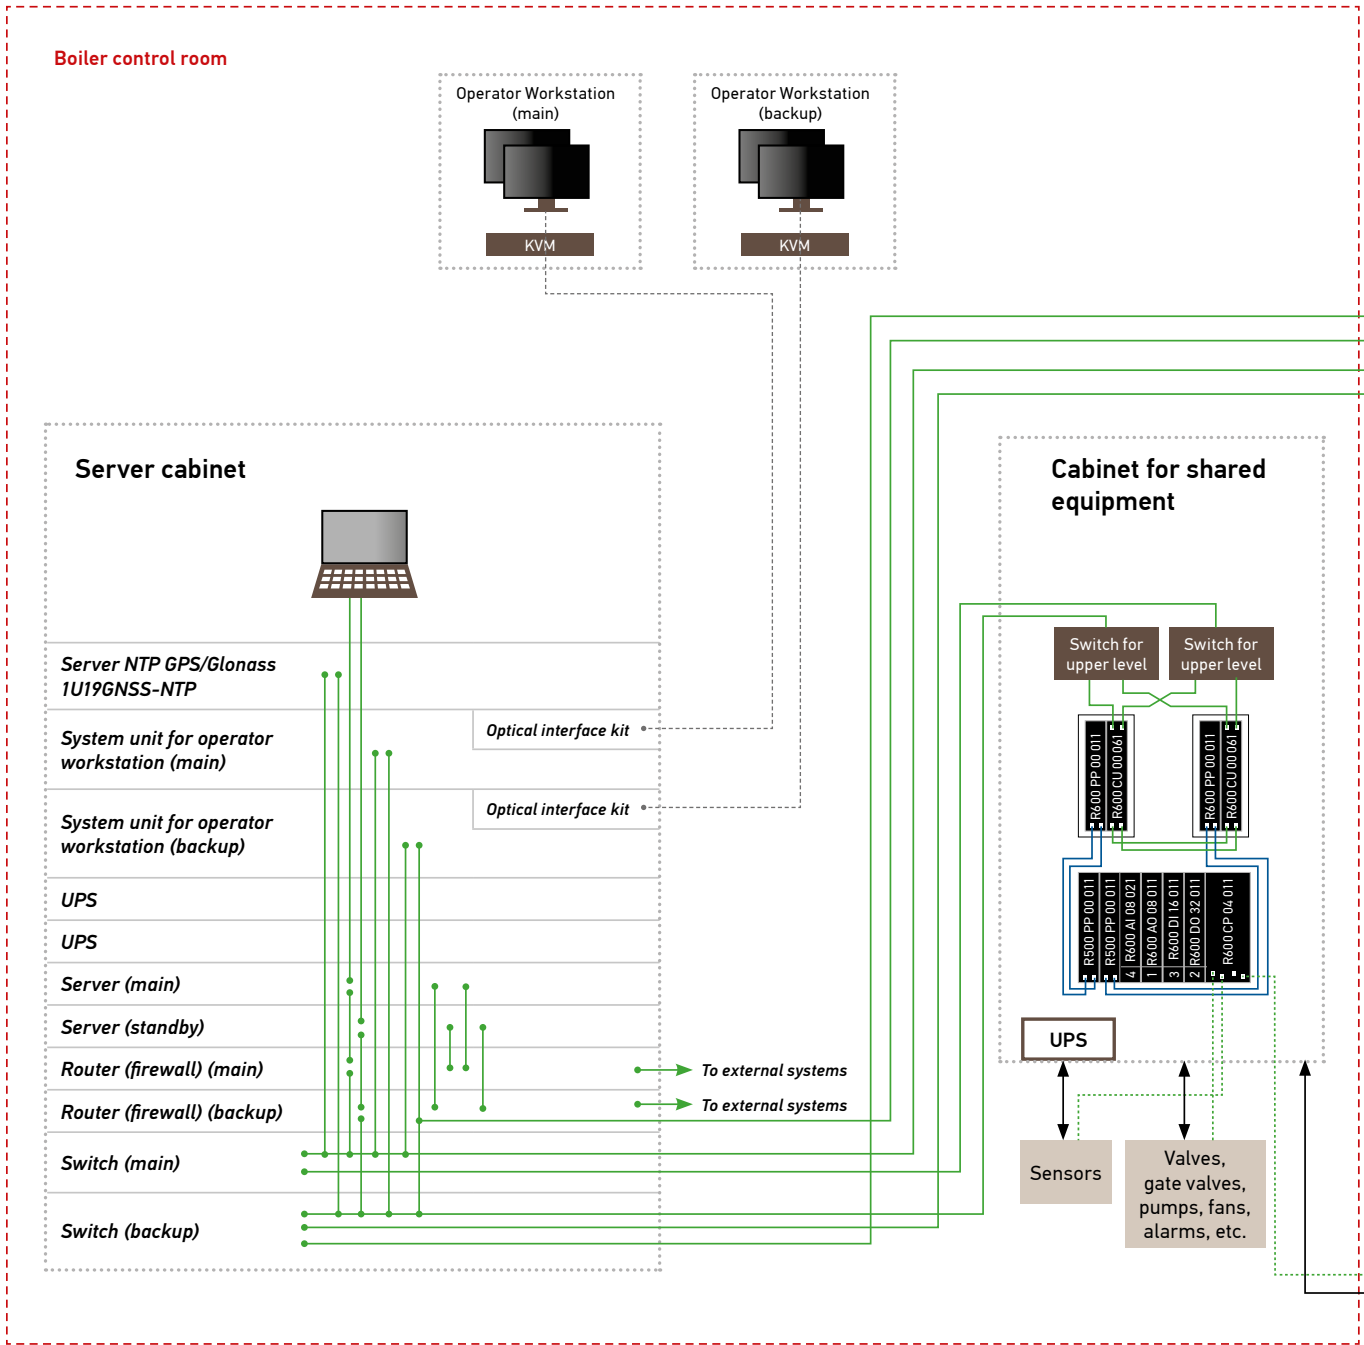 Boiler control room
Operator Workstation
(main)
KVM
Operator Workstation
(backup)
KVM
Server cabinet
Server NTP GPS/Glonass
1U19GNSS-NTP
System unit for operator
workstation (main)
Optical interface kit
System unit for operator
workstation (backup)
Optical interface kit
UPS
UPS
Server (main)
Server (standby)
Router (firewall) (main)
To external systems
Router (firewall) (backup)
To external systems
Switch (main)
Switch (backup)
Cabinet for shared
equipment
Switch for
upper level
Switch for
upper level
R600 PP 00 011
R600 CU 00 061
R600 PP 00 011
R600 CU 00 061
R500 PP 00 011
R500 PP 00 011
4 R600 AI 08 021
1 R600 AO 08 011
3 R600 DI 16 011
2 R600 DO 32 011
R600 CP 04 011
UPS
Sensors
Valves,
gate valves,
pumps, fans,
alarms, etc.